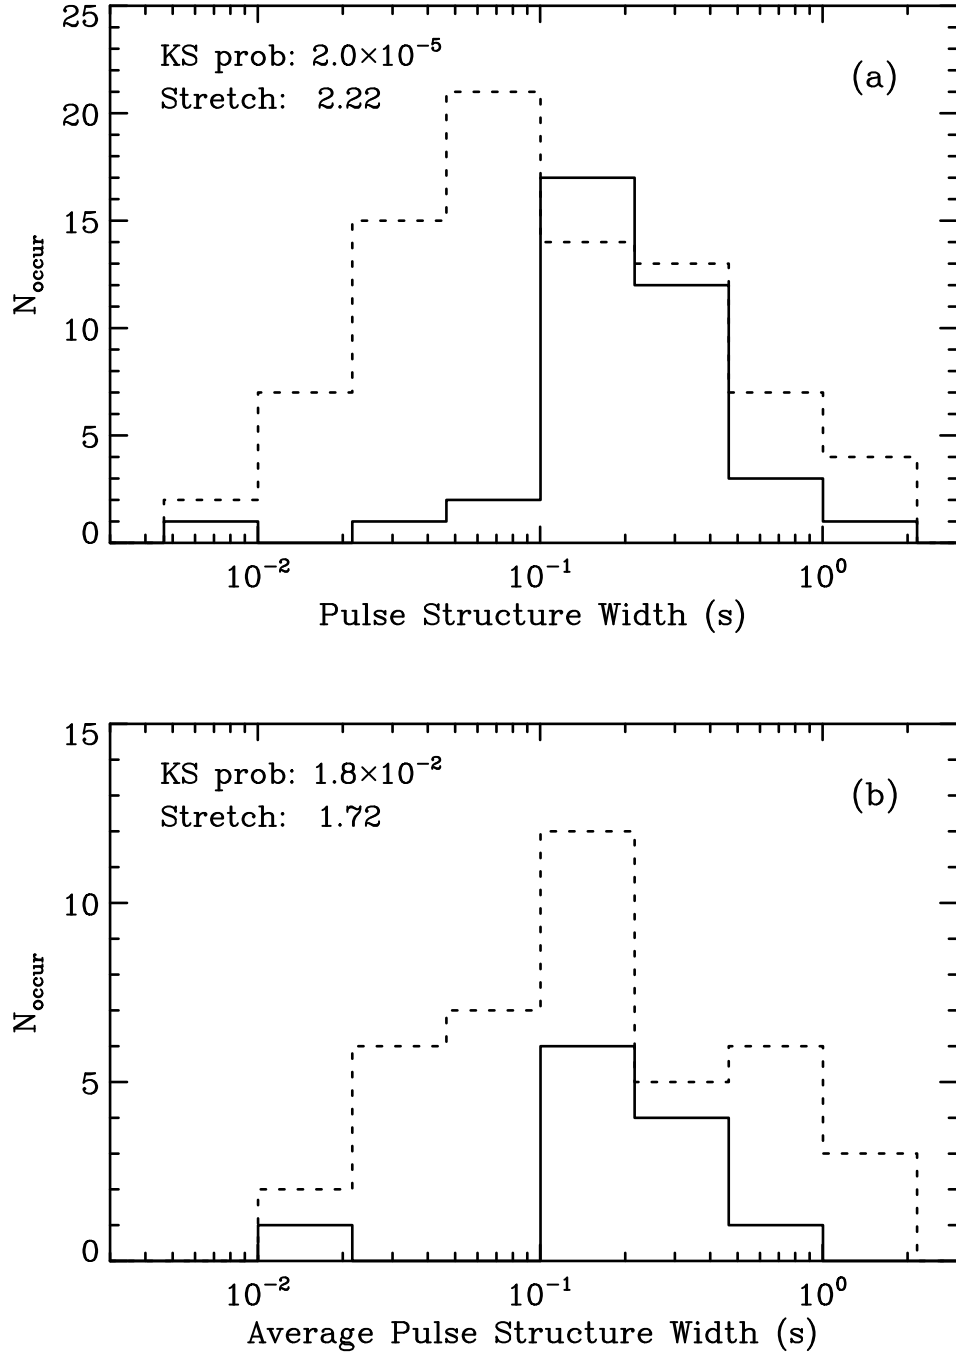 25
KS prob: 2.0×10⁻⁵
(a)
Stretch: 2.22
20
15
N_occur
10
5
0
10⁻² 10⁻¹ 10⁰
Pulse Structure Width (s)
15
KS prob: 1.8×10⁻²
(b)
Stretch: 1.72
10
N_occur
5
0
10⁻² 10⁻¹ 10⁰
Average Pulse Structure Width (s)